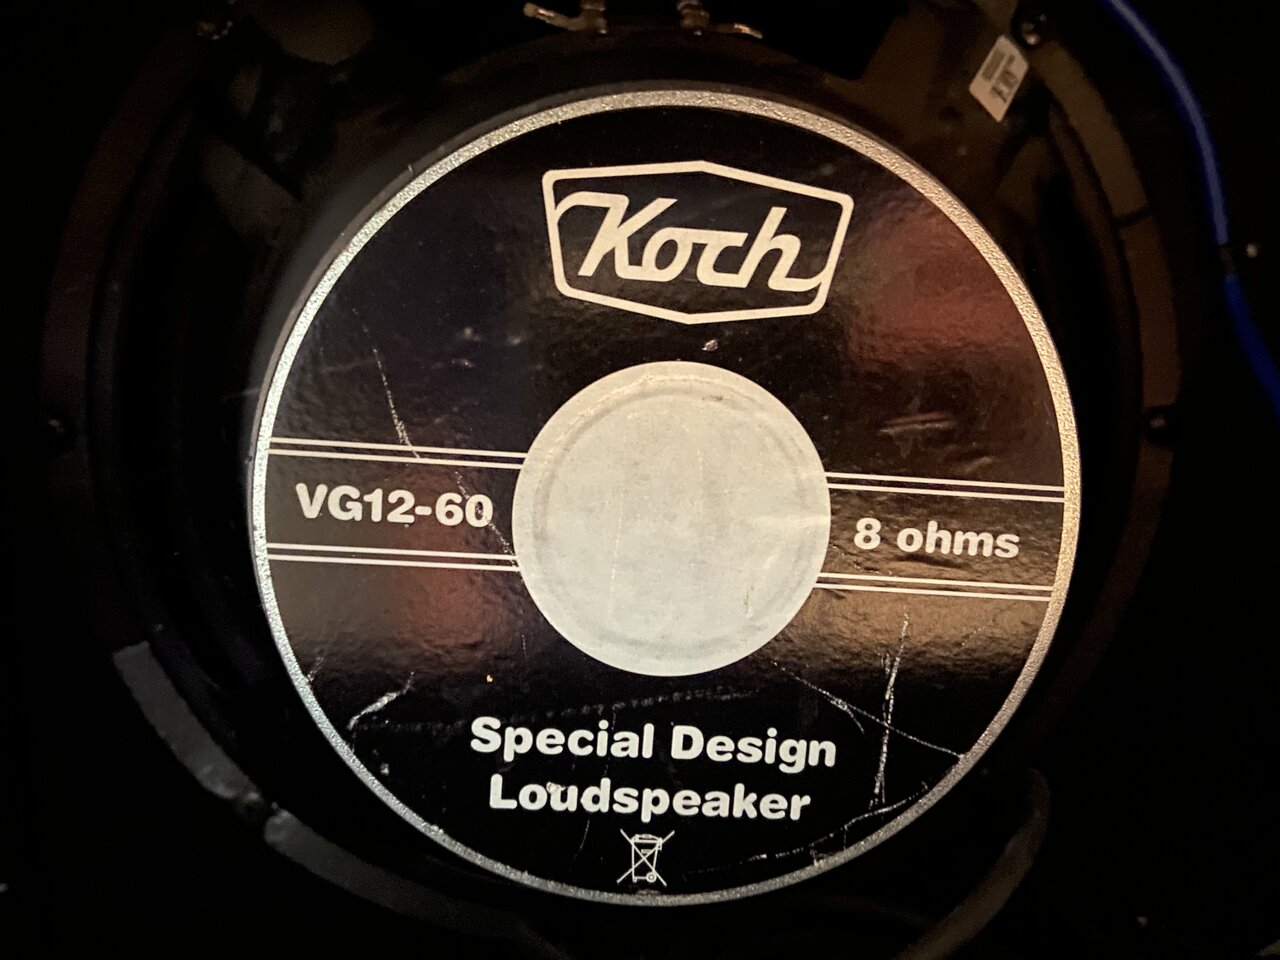 Koch
VG12-60
8 ohms
Special Design
Loudspeaker